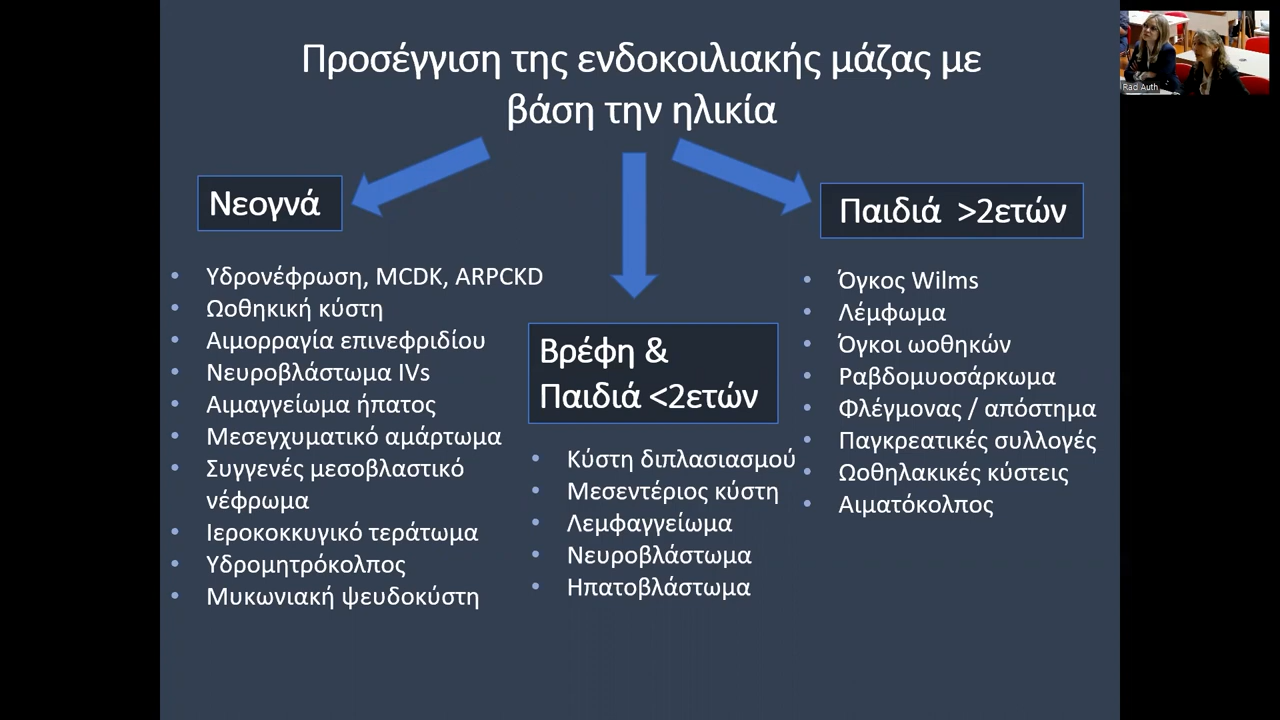 Προσέγγιση της ενδοκοιλιακής μάζας με
βάση την ηλικία
Νεογνά
• Υδρονέφρωση, MCDK, ARPCKD
• Ωοθηκική κύστη
• Αιμορραγία επινεφριδίου
• Νευροβλάστωμα IVs
• Αιμαγγείωμα ήπατος
• Μεσεγχυματικό αμάρτωμα
• Συγγενές μεσοβλαστικό
νέφρωμα
• Ιεροκοκκυγικό τεράτωμα
• Υδρομητρόκολπος
• Μυκωνιακή ψευδοκύστη
Βρέφη &
Παιδιά <2ετών
• Κύστη διπλασιασμού
• Μεσεντέριος κύστη
• Λεμφαγγείωμα
• Νευροβλάστωμα
• Ηπατοβλάστωμα
Παιδιά >2ετών
• Όγκος Wilms
• Λέμφωμα
• Όγκοι ωοθηκών
• Ραβδομυοσάρκωμα
• Φλέγμονας / απόστημα
• Παγκρεατικές συλλογές
• Ωοθηλακικές κύστεις
• Αιματόκολπος
Rad Auth